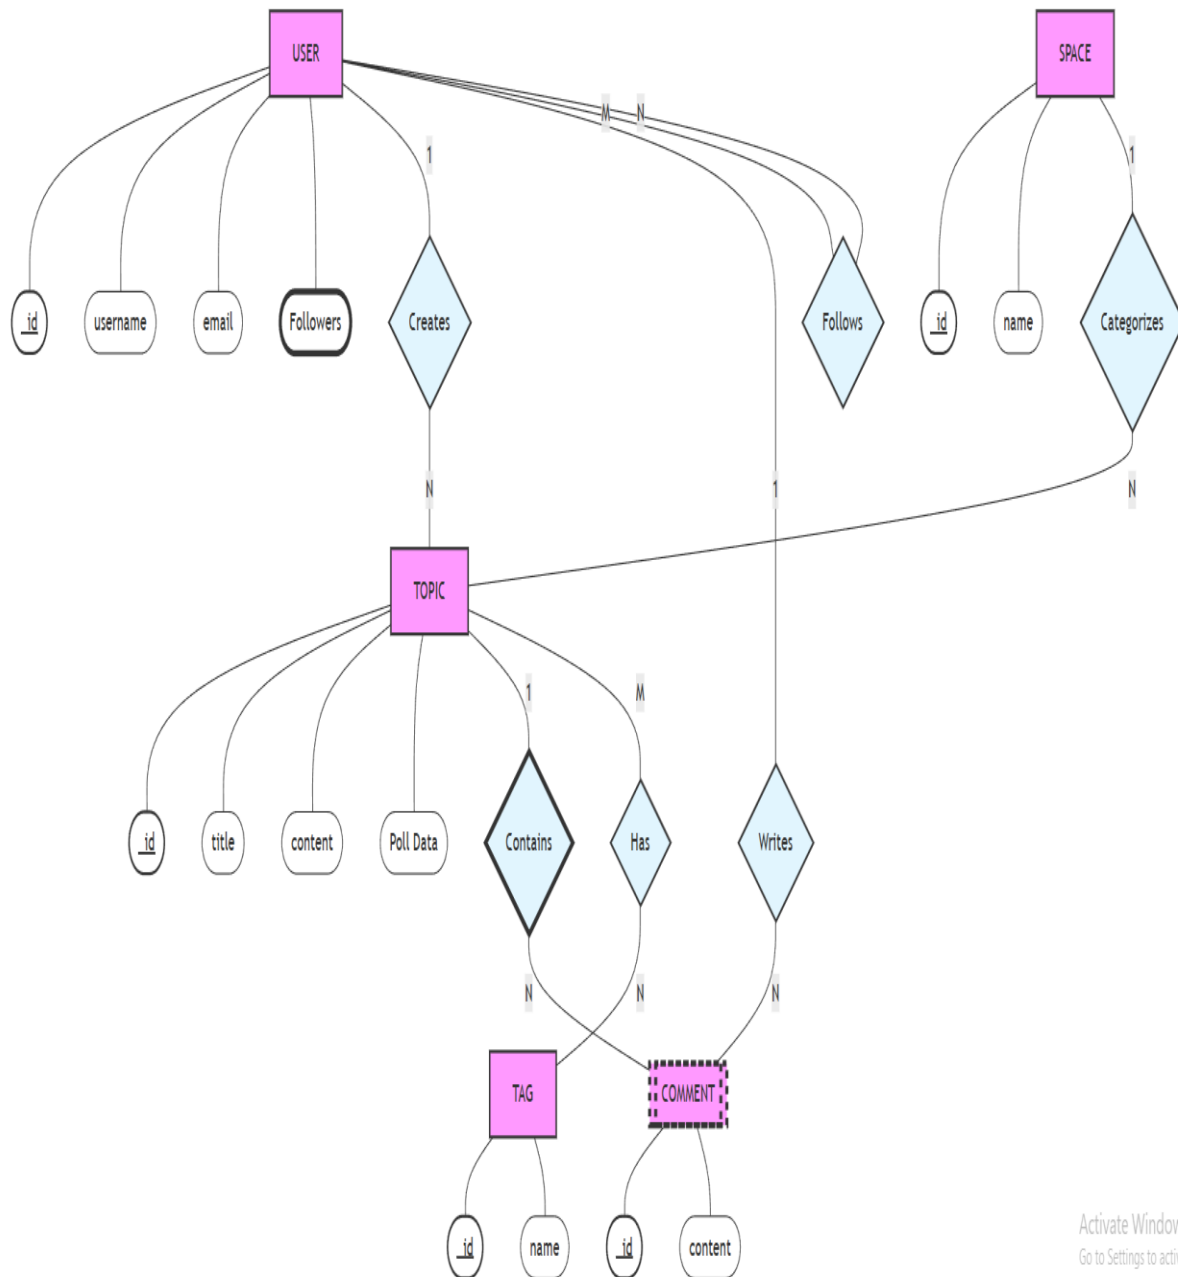 USER
SPACE
M
N
1
1
_id
username
email
Followers
Creates
Follows
_id
name
Categorizes
N
1
N
TOPIC
1
M
_id
title
content
Poll Data
Contains
Has
Writes
N
N
N
TAG
COMMENT
_id
name
_id
content
Activate Window
Go to Settings to activ